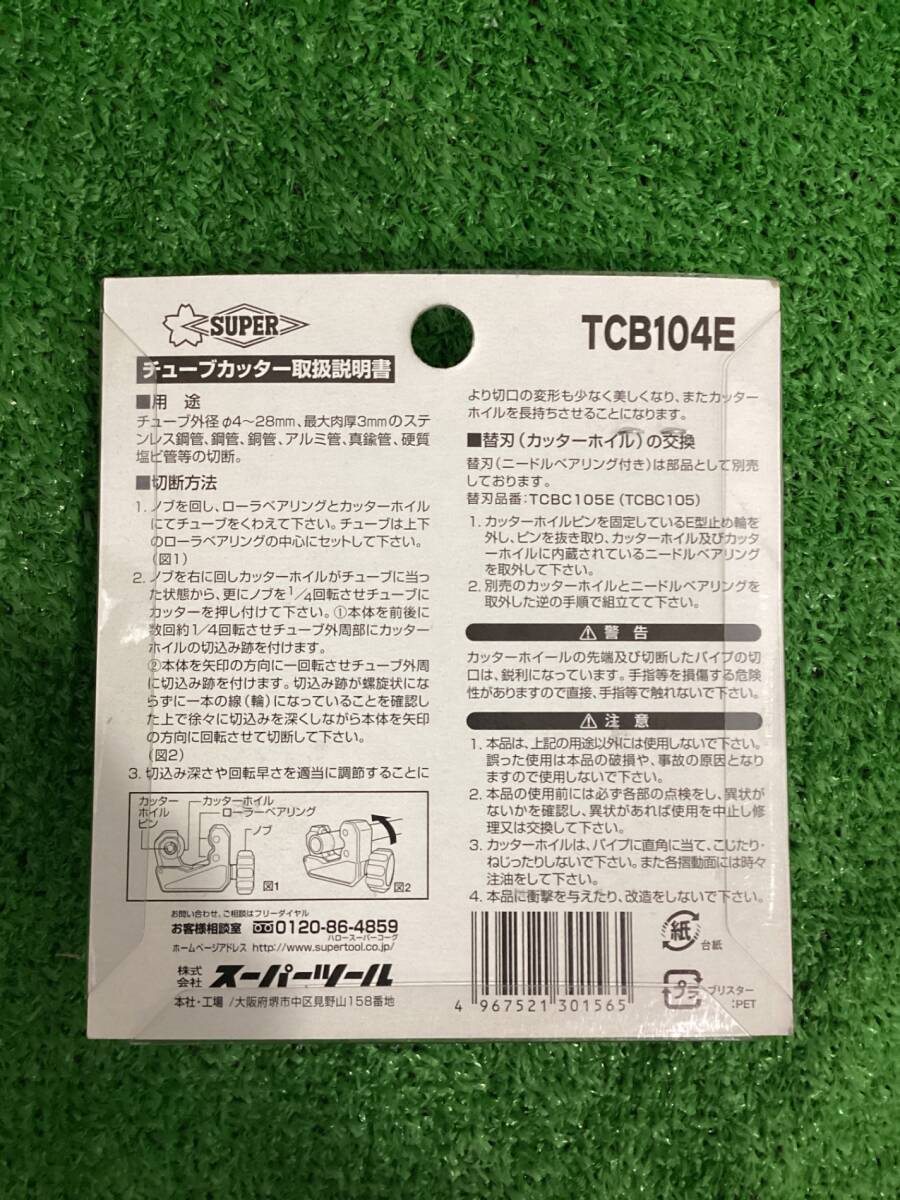 SUPER
TCB104E
チューブカッター取扱説明書
■用 途
チューブ外径φ4〜28mm、最大肉厚3mmのステ
ンレス鋼管、鋼管、銅管、アルミ管、真鍮管、硬質
塩ビ管等の切断。
■切断方法
1. ノブを回し、ローラベアリングとカッターホイル
にてチューブをくわえて下さい。チューブは上下
のローラベアリングの中心にセットして下さい。
(図1)
2. ノブを右に回しカッターホイルがチューブに当っ
た状態から、更にノブを1/4回転させチューブに
カッターを押し付けて下さい。①本体を前後に
数回約1/4回転させチューブ外周部にカッター
ホイルの切込み跡を付けます。
②本体を矢印の方向に一回転させチューブ外周
に切込み跡を付けます。切込み跡が螺旋状にな
らずに一本の線(輪)になっていることを確認し
た上で徐々に切込みを深くしながら本体を矢印
の方向に回転させて切断して下さい。
(図2)
3. 切込み深さや回転早さを適当に調節することに
より切口の変形も少なく美しくなり、またカッター
ホイルを長持ちさせることになります。
■替刃(カッターホイル)の交換
替刃(ニードルベアリング付き)は部品として別売
しております。
替刃品番:TCBC105E(TCBC105)
1. カッターホイルピンを固定しているE型止め輪を
外し、ピンを抜き取り、カッターホイル及びカッタ
ーホイルに内蔵されているニードルベアリング
を取外して下さい。
2. 別売のカッターホイルとニードルベアリングを
取外した逆の手順で組立てて下さい。
⚠警 告
カッターホイールの先端及び切断したパイプの切
口は、鋭利になっています。手指等を損傷する危険
性がありますので直接、手指等で触れないで下さい。
⚠注 意
1. 本品は、上記の用途以外には使用しないで下さい。
誤った使用は本品の破損や、事故の原因となり
ますので使用しないで下さい。
2. 本品の使用前には必ず各部の点検をし、異状が
ないかを確認し、異状があれば使用を中止し修
理又は交換して下さい。
3. カッターホイルは、パイプに直角に当て、こじたり・
ねじったりしないで下さい。また各摺動面には時々
注油をして下さい。
4. 本品に衝撃を与えたり、改造をしないで下さい。
カッター
ホイル
ピン
カッターホイル
ローラーベアリング
ノブ
図1
図2
お問い合わせ、ご相談はフリーダイヤル
お客様相談室 0120-86-4859
ハロースーパーコーク
ホームページアドレス http://www.supertool.co.jp/
株式
会社 スーパーツール
本社・工場 /大阪府堺市中区見野山158番地
4 967521 301565
紙 台紙
プラ ブリスター
:PET